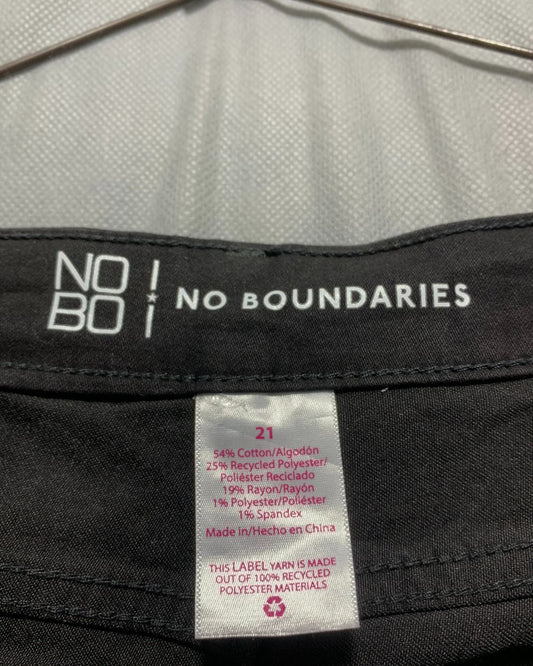 NO
BO
NO BOUNDARIES
21
54% Cotton/Algodón
25% Recycled Polyester/
Poliéster Reciclado
19% Rayon/Rayón
1% Polyester/Poliéster
1% Spandex
Made in/Hecho en China
THIS LABEL YARN IS MADE
OUT OF 100% RECYCLED
POLYESTER MATERIALS